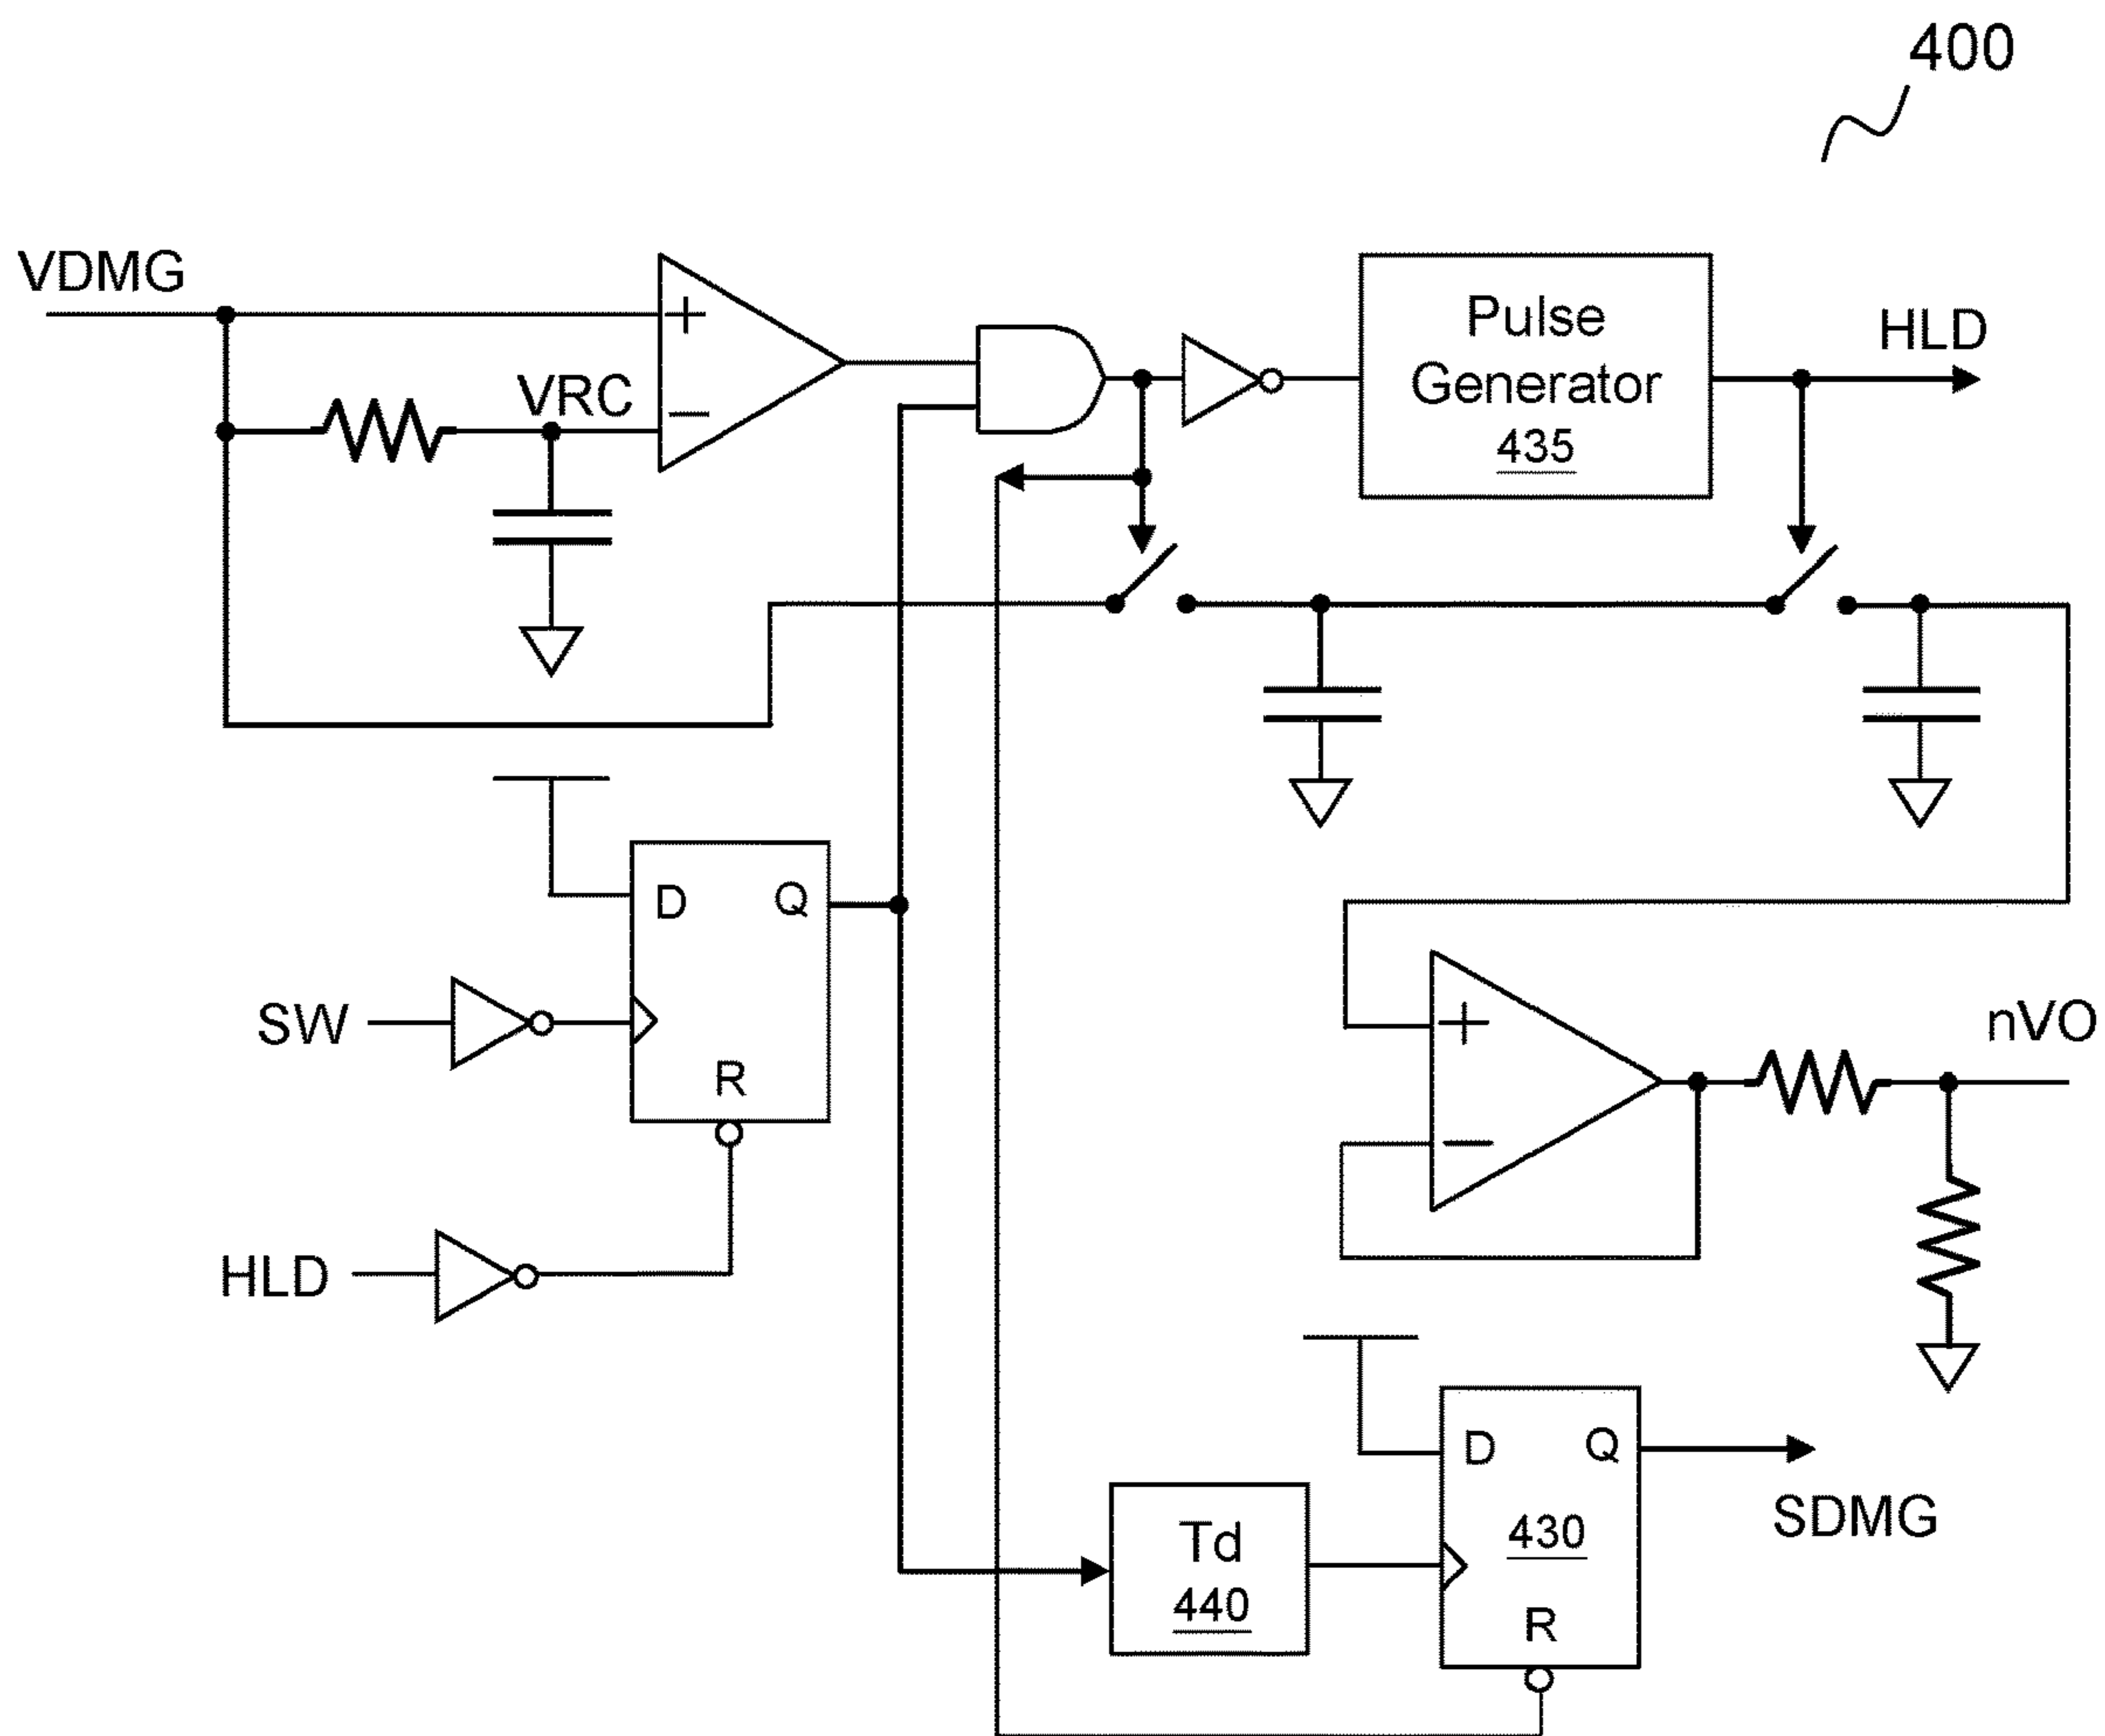 400
VDMG
VRC
+
−
Pulse
Generator
435
HLD
D
Q
SW
R
HLD
+
−
nVO
D
Q
430
R
SDMG
Td
440